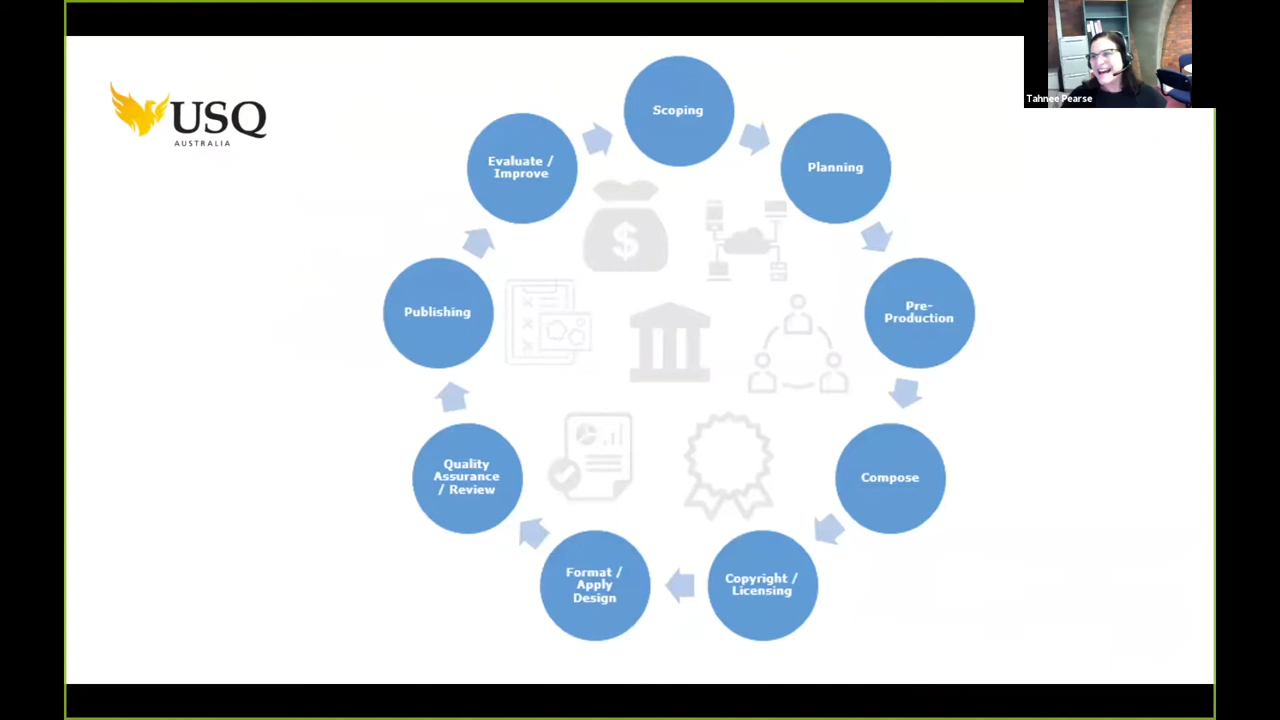 Tahnee Pearse
USQ
AUSTRALIA
Scoping
Planning
Pre-
Production
Compose
Copyright /
Licensing
Format /
Apply
Design
Quality
Assurance
/ Review
Publishing
Evaluate /
Improve
$